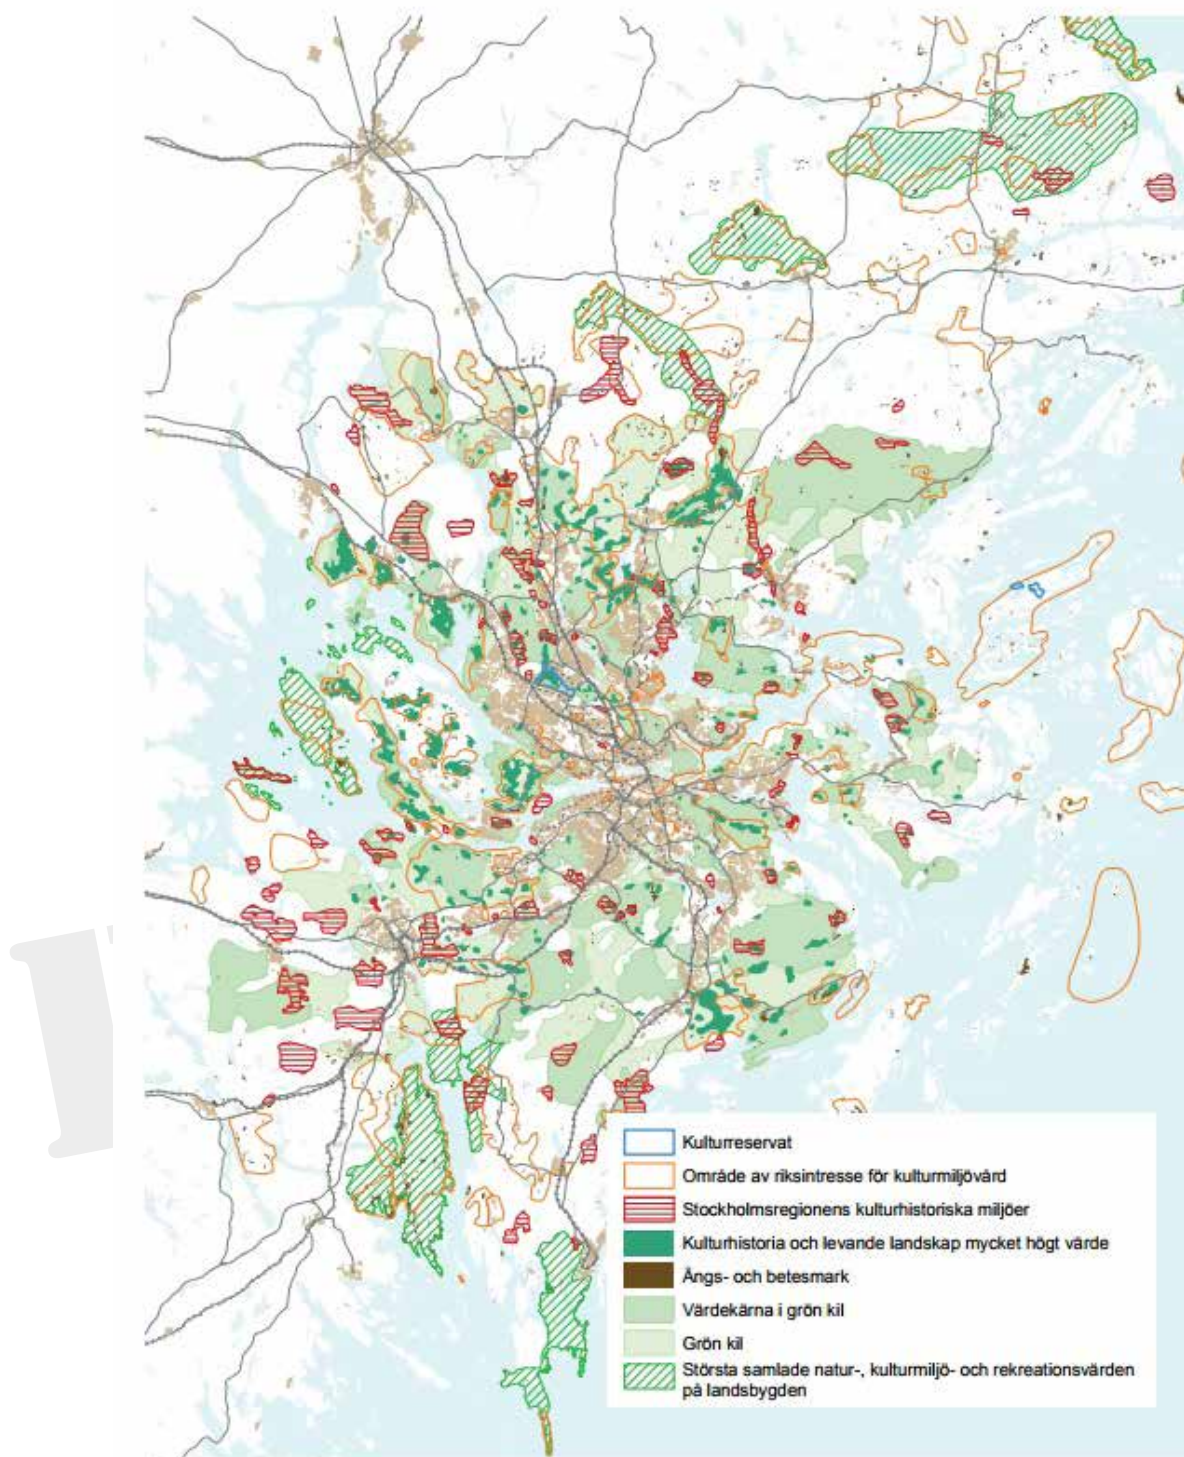 Kulturreservat
Område av riksintresse för kulturmiljövård
Stockholmsregionens kulturhistoriska miljöer
Kulturhistoria och levande landskap mycket högt värde
Ängs- och betesmark
Värdekärna i grön kil
Grön kil
Största samlade natur-, kulturmiljö- och rekreationsvärden
på landsbygden